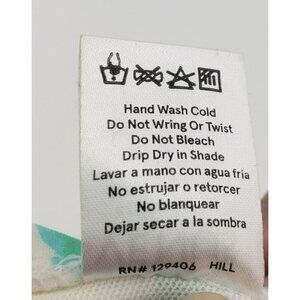 Hand Wash Cold
Do Not Wring Or Twist
Do Not Bleach
Drip Dry in Shade
Lavar a mano con agua fria
No estrujar o retorcer
No blanquear
Dejar secar a la sombra
RN# 129406 HILL